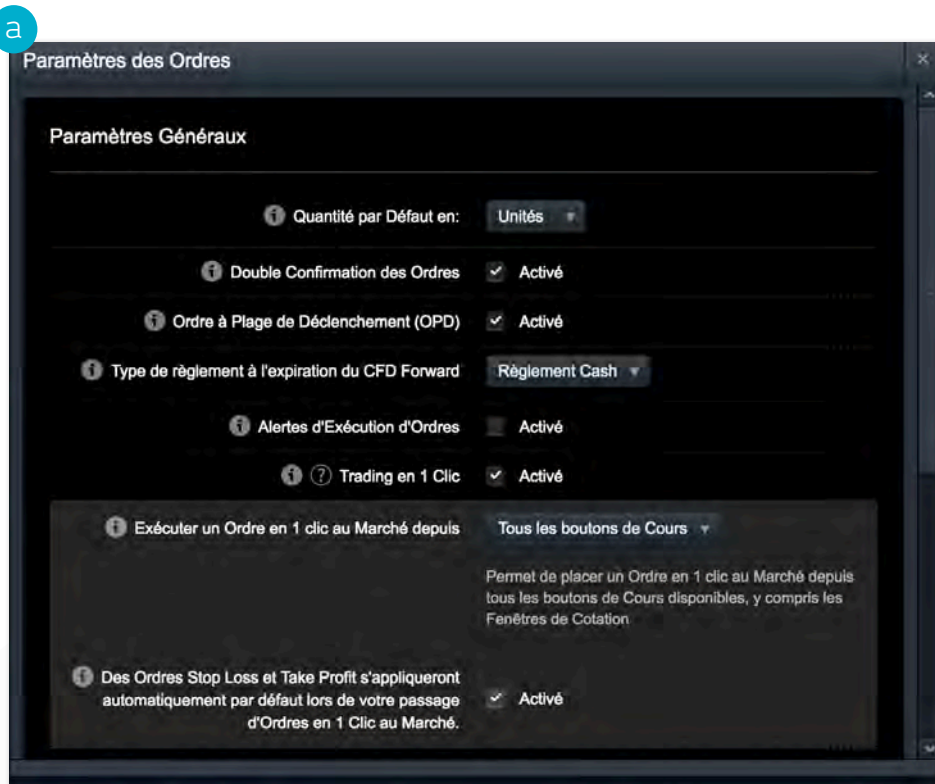 a
Paramètres des Ordres
Paramètres Généraux
Quantité par Défaut en: Unités
Double Confirmation des Ordres Activé
Ordre à Plage de Déclenchement (OPD) Activé
Type de règlement à l'expiration du CFD Forward Règlement Cash
Alertes d'Exécution d'Ordres Activé
? Trading en 1 Clic Activé
Exécuter un Ordre en 1 clic au Marché depuis Tous les boutons de Cours
Permet de placer un Ordre en 1 clic au Marché depuis
tous les boutons de Cours disponibles, y compris les
Fenêtres de Cotation
Des Ordres Stop Loss et Take Profit s'appliqueront
automatiquement par défaut lors de votre passage
d'Ordres en 1 Clic au Marché.
Activé